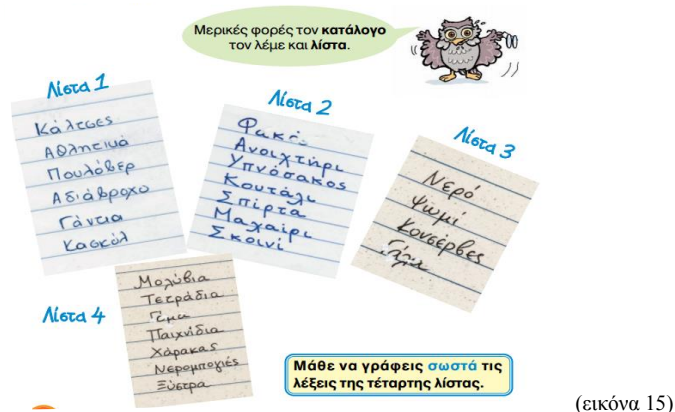 Μερικές φορές τον κατάλογο
τον λέμε και λίστα.
Λίστα 1
Κάλτσες
Αθλητικά
Πουλόβερ
Αδιάβροχο
Γάντια
Κασκόλ
Λίστα 2
Φακό
Ανοιχτήρι
Υπνόσακος
Κουτάλι
Σπίρτα
Μαχαίρι
Σκοινί
Λίστα 3
Νερό
Ψωμί
Κονσέρβες
Λίστα 4
Μολύβια
Τετράδια
Παιχνίδια
Χάρακας
Νερομπογιές
Ξύστρα
Μάθε να γράφεις σωστά τις
λέξεις της τέταρτης λίστας.
(εικόνα 15)